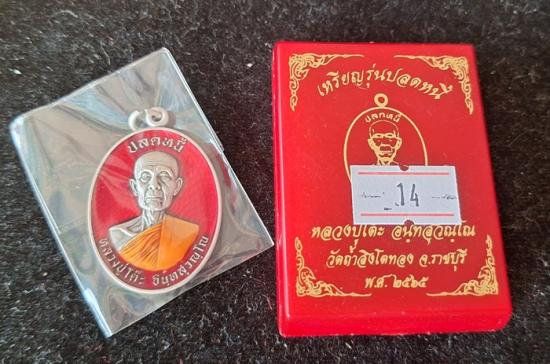 ปลดหนี้
หลวงปู่โต๊ะ อินทสุวณฺโณ
เหรียญรุ่นปลดหนี้
ปลดหนี้
14
หลวงปู่โต๊ะ อินฺทสุวณฺโณ
วัดถ้ำสิงโตทอง จ.ราชบุรี
พ.ศ. ๒๕๖๕